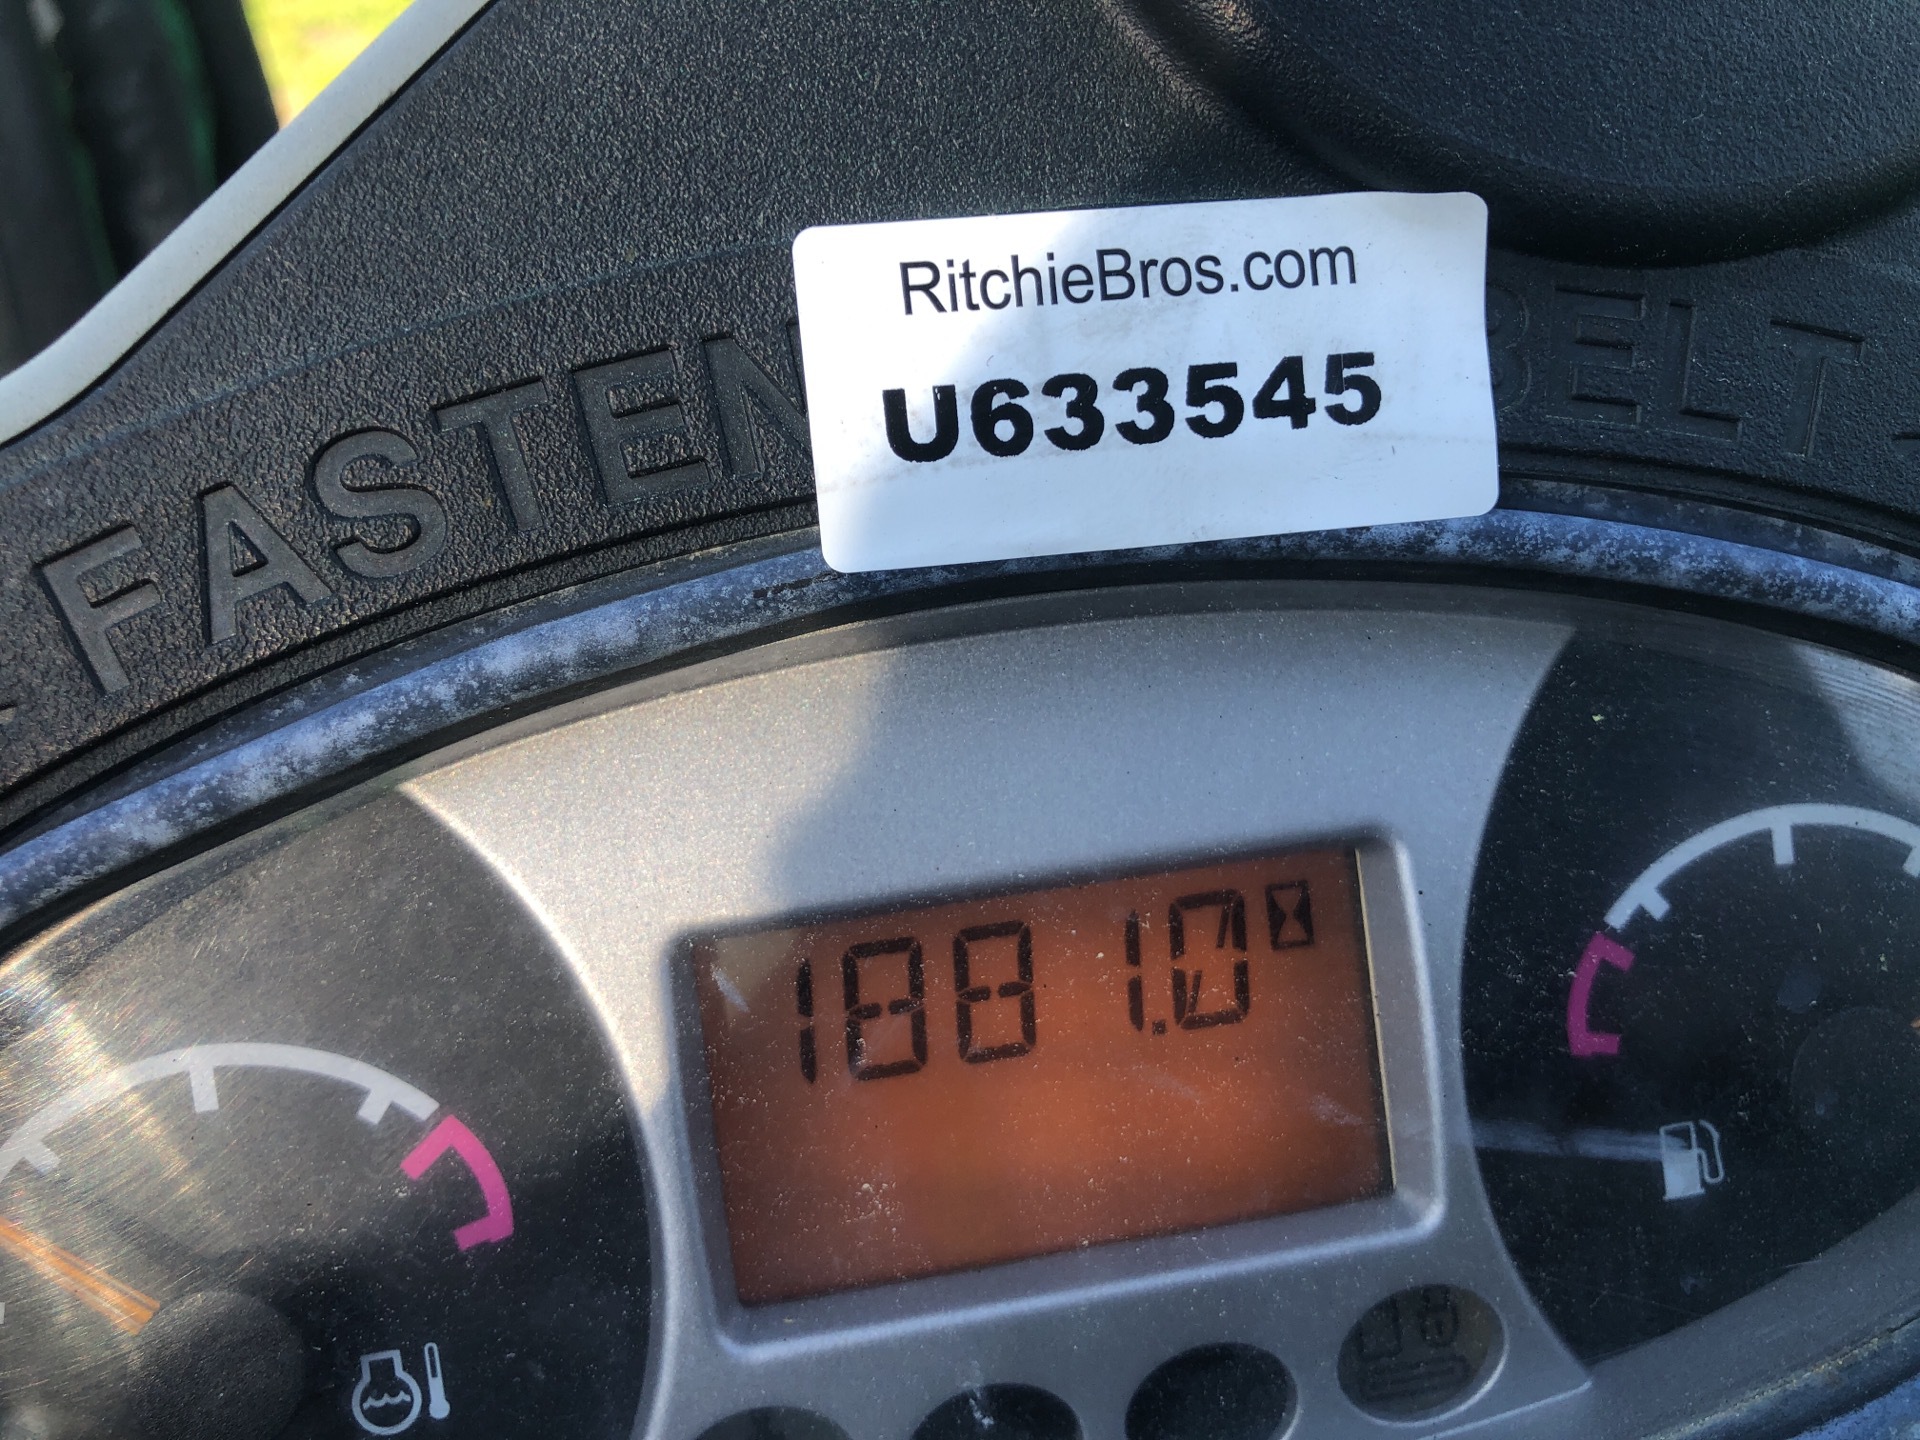 RitchieBros.com
U633545
FASTEN BELT
1881.0